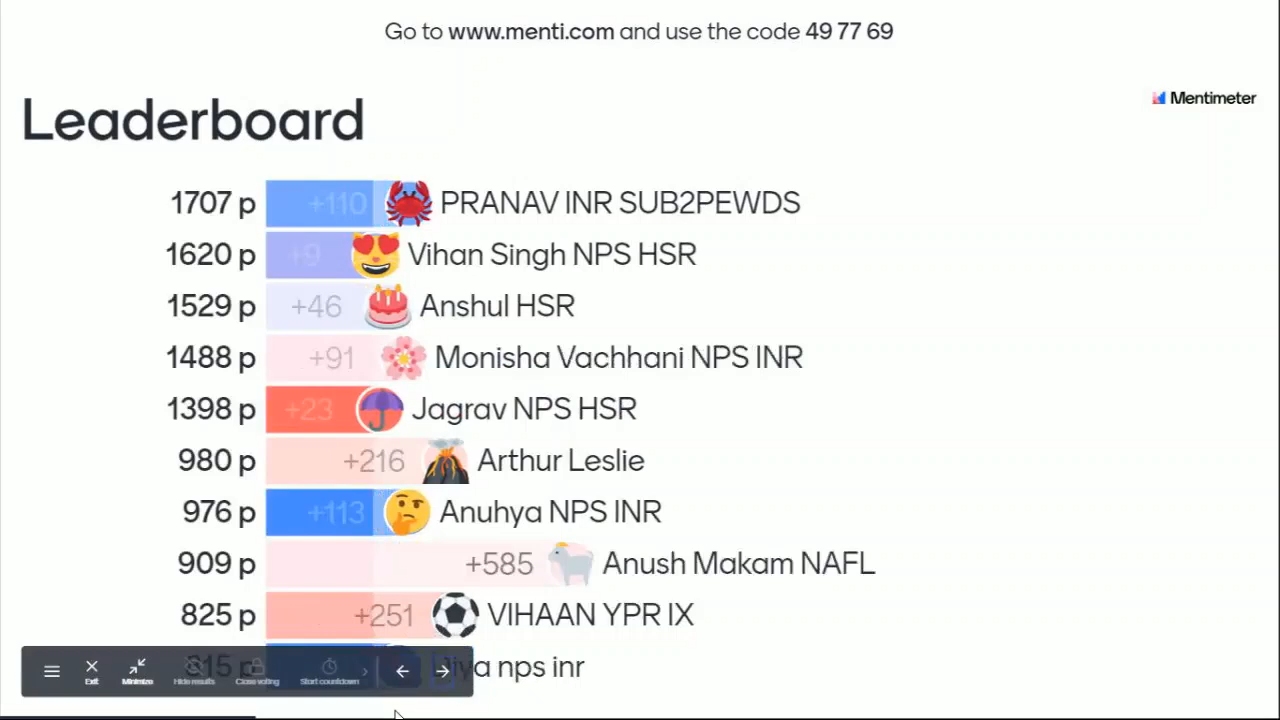 Go to www.menti.com and use the code 49 77 69
Mentimeter
Leaderboard
1707 p +110 PRANAV INR SUB2PEWDS
1620 p +9 Vihan Singh NPS HSR
1529 p +46 Anshul HSR
1488 p +91 Monisha Vachhani NPS INR
1398 p +23 Jagrav NPS HSR
980 p +216 Arthur Leslie
976 p +113 Anuhya NPS INR
909 p +585 Anush Makam NAFL
825 p +251 VIHAAN YPR IX
p nps inr
Exit Minimize Hide results Close voting Start countdown